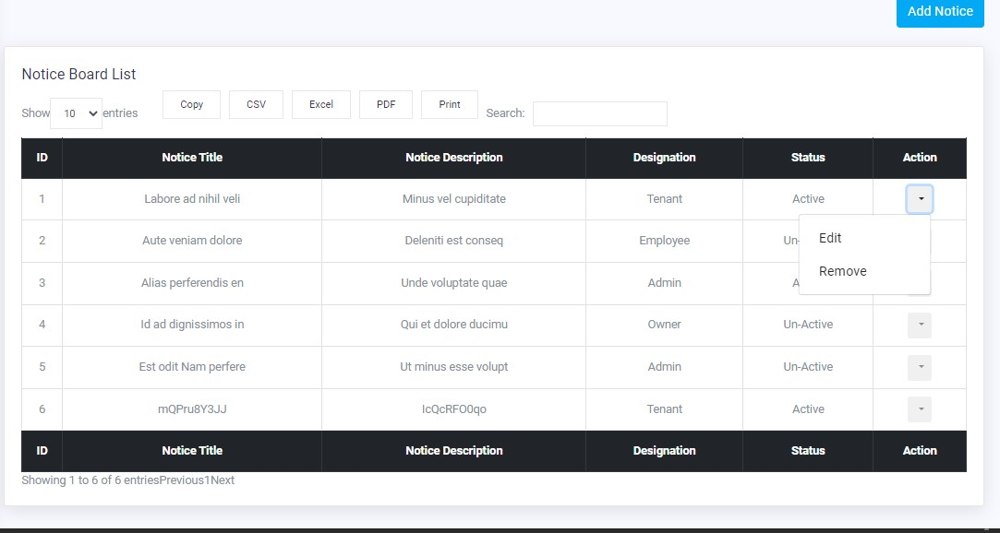 Add Notice
Notice Board List
Show 10 entries Copy CSV Excel PDF Print Search:
ID Notice Title Notice Description Designation Status Action
1 Labore ad nihil veli Minus vel cupiditate Tenant Active
Edit
2 Aute veniam dolore Deleniti est conseq Employee Un-
Remove
3 Alias perferendis en Unde voluptate quae Admin A
4 Id ad dignissimos in Qui et dolore ducimu Owner Un-Active
5 Est odit Nam perfere Ut minus esse volupt Admin Un-Active
6 mQPru8Y3JJ IcQcRFO0qo Tenant Active
ID Notice Title Notice Description Designation Status Action
Showing 1 to 6 of 6 entriesPrevious1Next